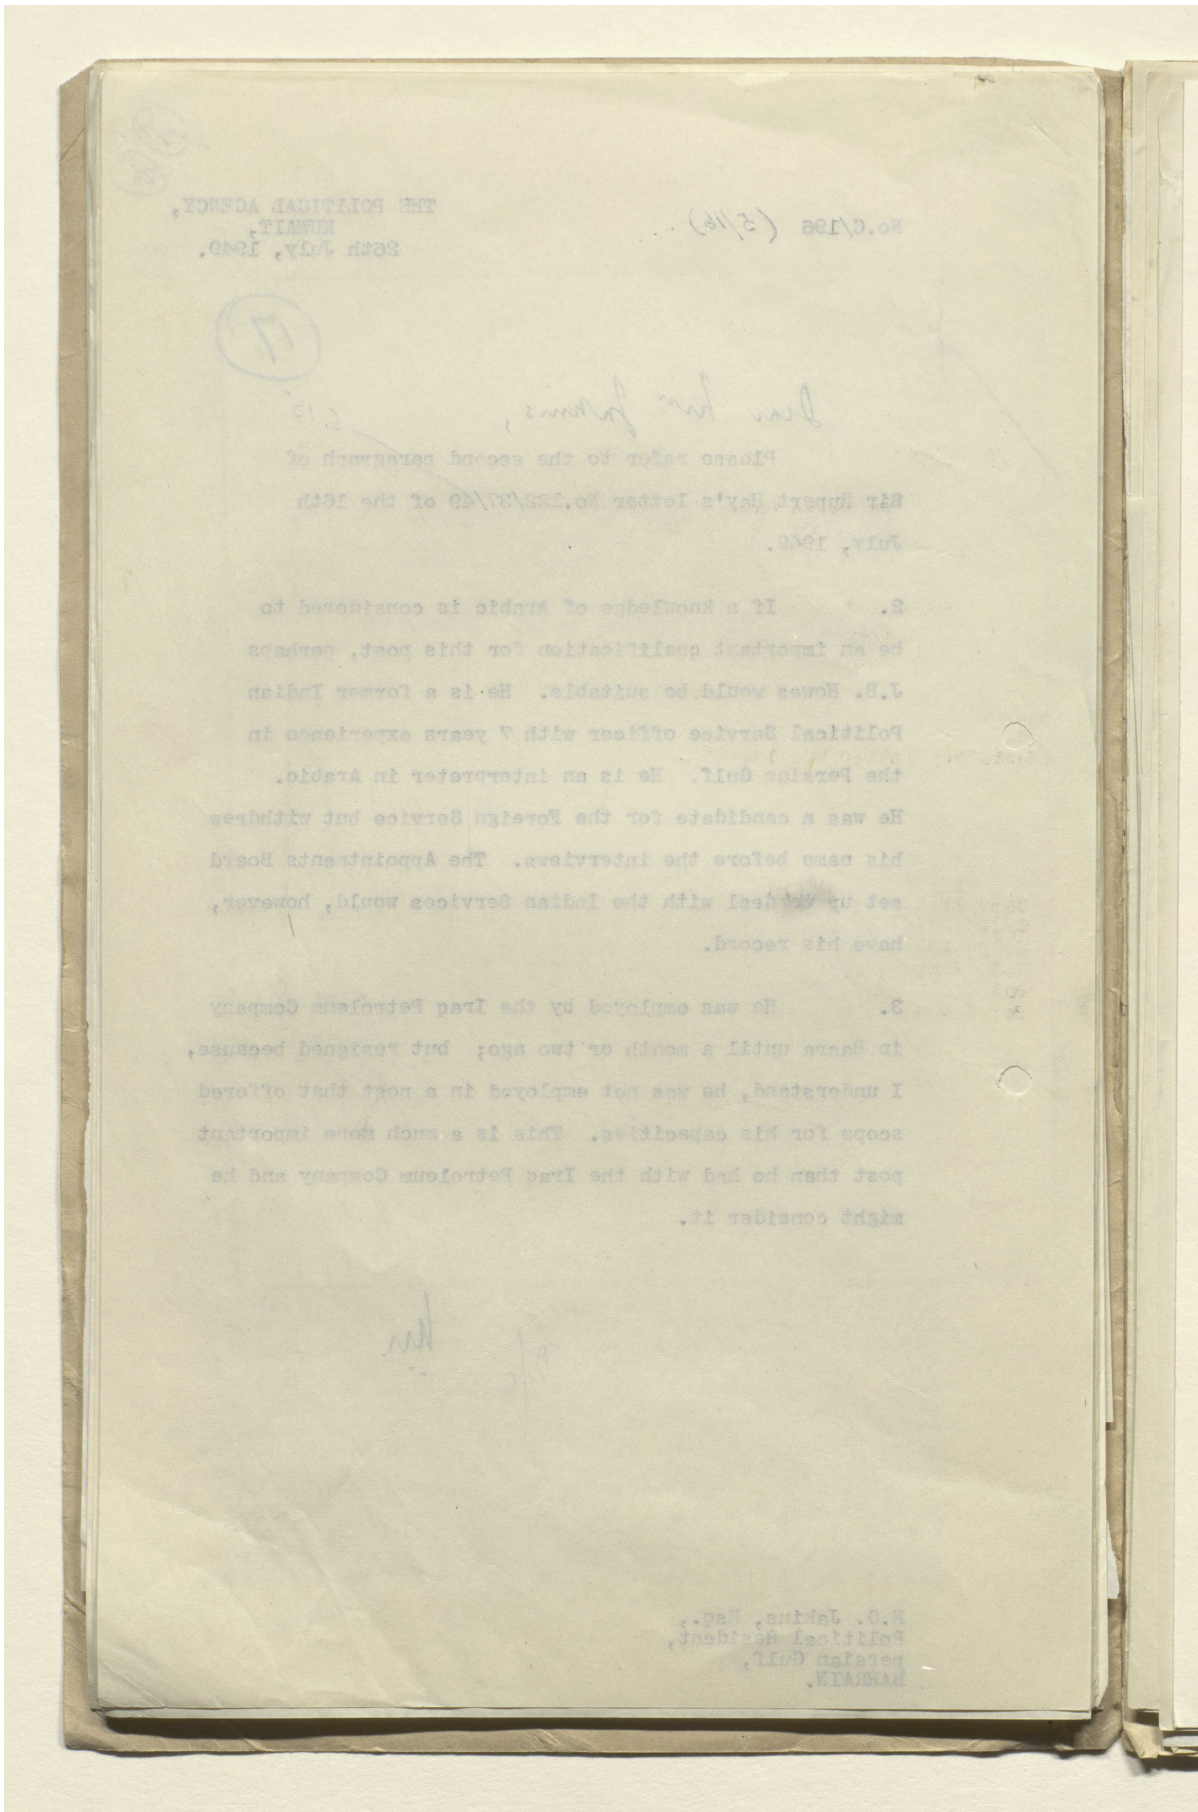 No.C/196 (5/16)
THE POLITICAL AGENCY,
KUWAIT,
26th July, 1949.
17
Dear Mr Jakins,
Please refer to the second paragraph of
Sir Rupert Hay's letter No.122/37/49 of the 16th
July, 1949.
2. If a knowledge of Arabic is considered to
be an important qualification for this post, perhaps
J.B. Howes would be suitable. He is a former Indian
Political Service officer with 7 years experience in
the Persian Gulf. He is an interpreter in Arabic.
He was a candidate for the Foreign Service but withdrew
his name before the interviews. The Appointments Board
set up to deal with the Indian Services would, however,
have his record.
3. He was employed by the Iraq Petroleum Company
in Basra until a month or two ago; but resigned because,
I understand, he was not employed in a post that offered
scope for his capacities. This is a much more important
post than he had with the Iraq Petroleum Company and he
might consider it.
Jakins, Esq.,
Political Resident,
Persian Gulf,
BAHRAIN.